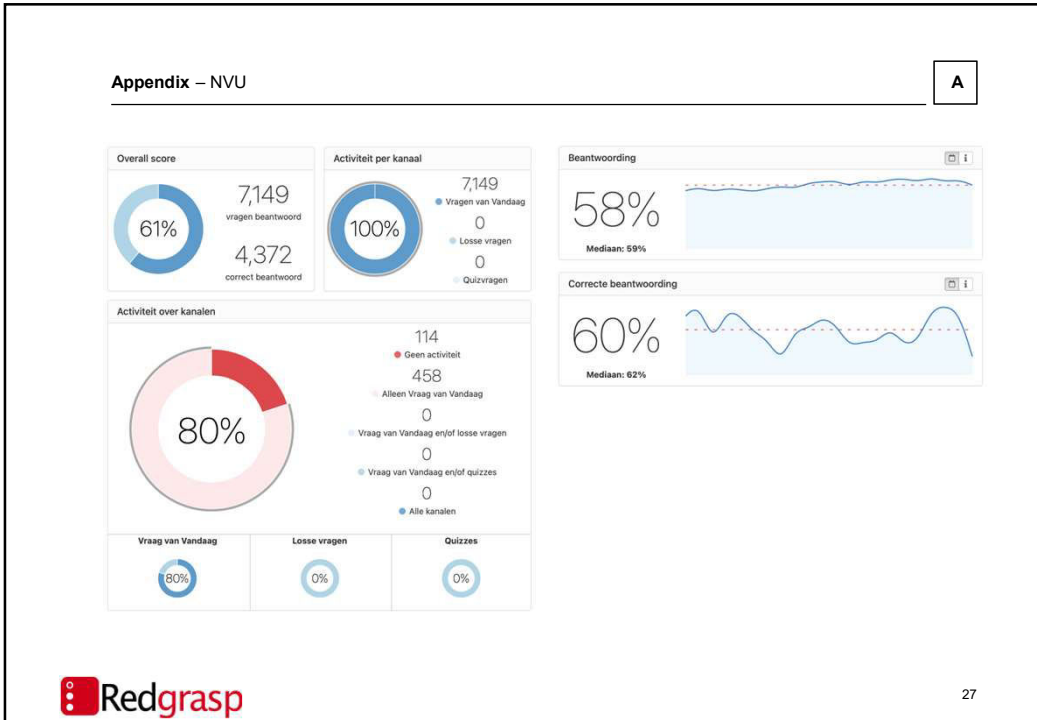 Appendix – NVU
A
Overall score
61%
7,149
vragen beantwoord
4,372
correct beantwoord
Activiteit per kanaal
100%
7,149
Vragen van Vandaag
0
Losse vragen
0
Quizvragen
Beantwoording
i
58%
Mediaan: 59%
Correcte beantwoording
i
60%
Mediaan: 62%
Activiteit over kanalen
80%
114
Geen activiteit
458
Alleen Vraag van Vandaag
0
Vraag van Vandaag en/of losse vragen
0
Vraag van Vandaag en/of quizzes
0
Alle kanalen
Vraag van Vandaag
80%
Losse vragen
0%
Quizzes
0%
Redgrasp
27